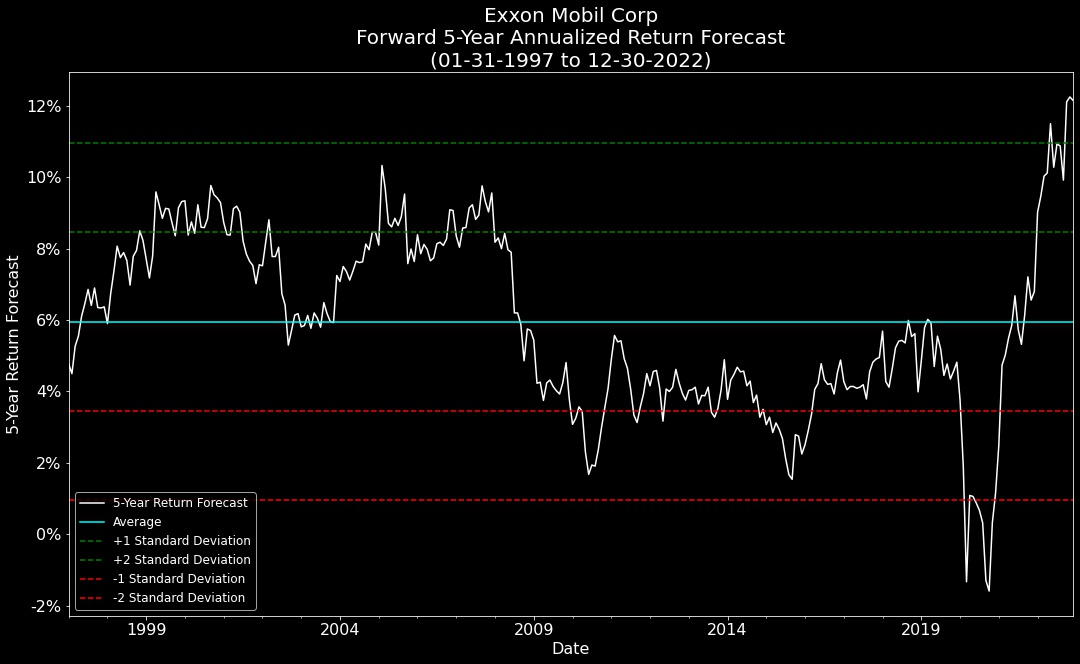 Exxon Mobil Corp
Forward 5-Year Annualized Return Forecast
(01-31-1997 to 12-30-2022)
12%
10%
8%
6%
4%
2%
0%
-2%
5-Year Return Forecast
5-Year Return Forecast
Average
+1 Standard Deviation
+2 Standard Deviation
-1 Standard Deviation
-2 Standard Deviation
1999
2004
2009
2014
2019
Date